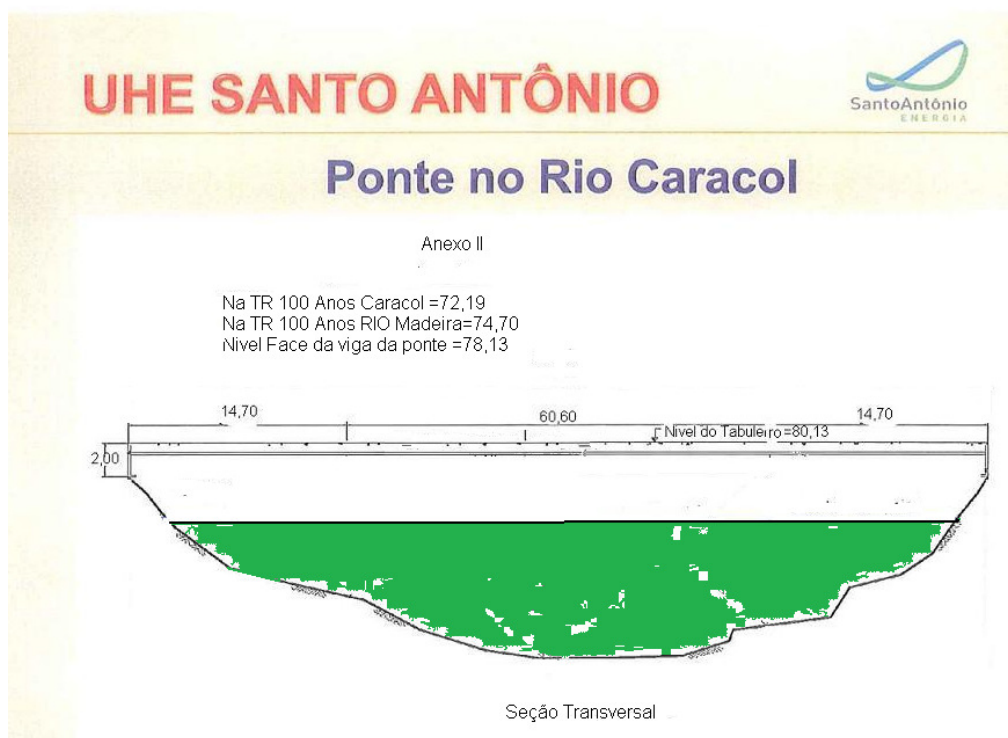 UHE SANTO ANTÔNIO
SantoAntônio
ENERGIA
Ponte no Rio Caracol
Anexo II
Na TR 100 Anos Caracol =72,19
Na TR 100 Anos RIO Madeira=74,70
Nivel Face da viga da ponte =78,13
14,70
60,60
14,70
Nivel do Tabuleiro=80,13
2,00
Seção Transversal